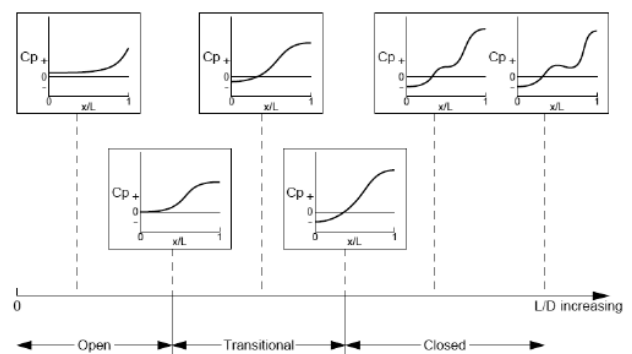 Cp + 0 −
0 x/L 1
Cp + 0 −
0 x/L 1
Cp + 0 −
0 x/L 1
Cp + 0 −
0 x/L 1
Cp + 0 −
0 x/L 1
Cp + 0 −
0 x/L 1
0 L/D increasing
Open Transitional Closed